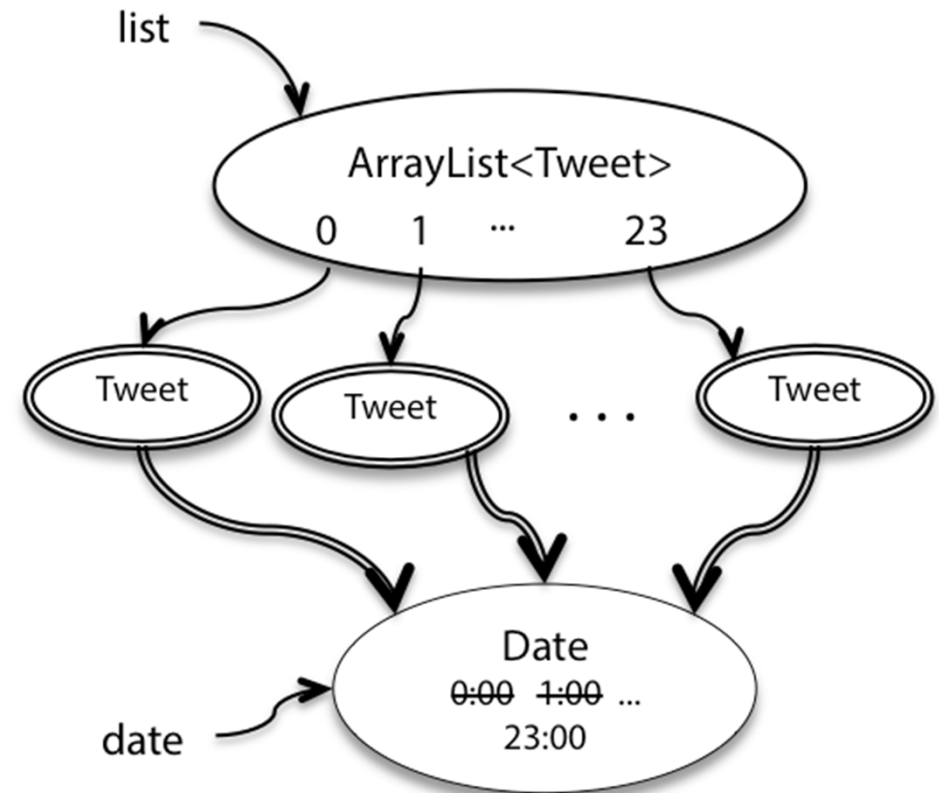 list
ArrayList<Tweet>
0 1 ... 23
Tweet Tweet . . . Tweet
Date
0:00 1:00 ...
23:00
date